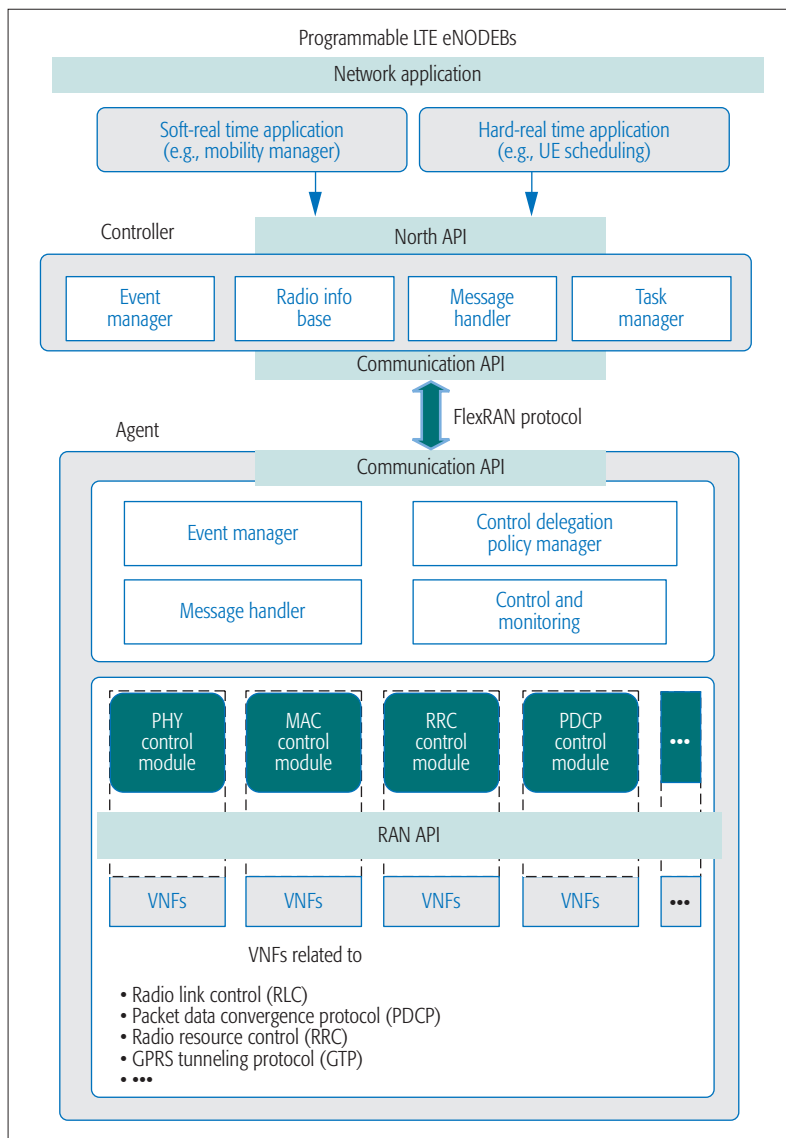 Programmable LTE eNODEBs
Network application
Soft-real time application
(e.g., mobility manager)
Hard-real time application
(e.g., UE scheduling)
Controller
North API
Event
manager
Radio info
base
Message
handler
Task
manager
Communication API
FlexRAN protocol
Agent
Communication API
Event manager
Control delegation
policy manager
Message handler
Control and
monitoring
PHY
control
module
MAC
control
module
RRC
control
module
PDCP
control
module
•••
RAN API
VNFs
VNFs
VNFs
VNFs
•••
VNFs related to
• Radio link control (RLC)
• Packet data convergence protocol (PDCP)
• Radio resource control (RRC)
• GPRS tunneling protocol (GTP)
• •••